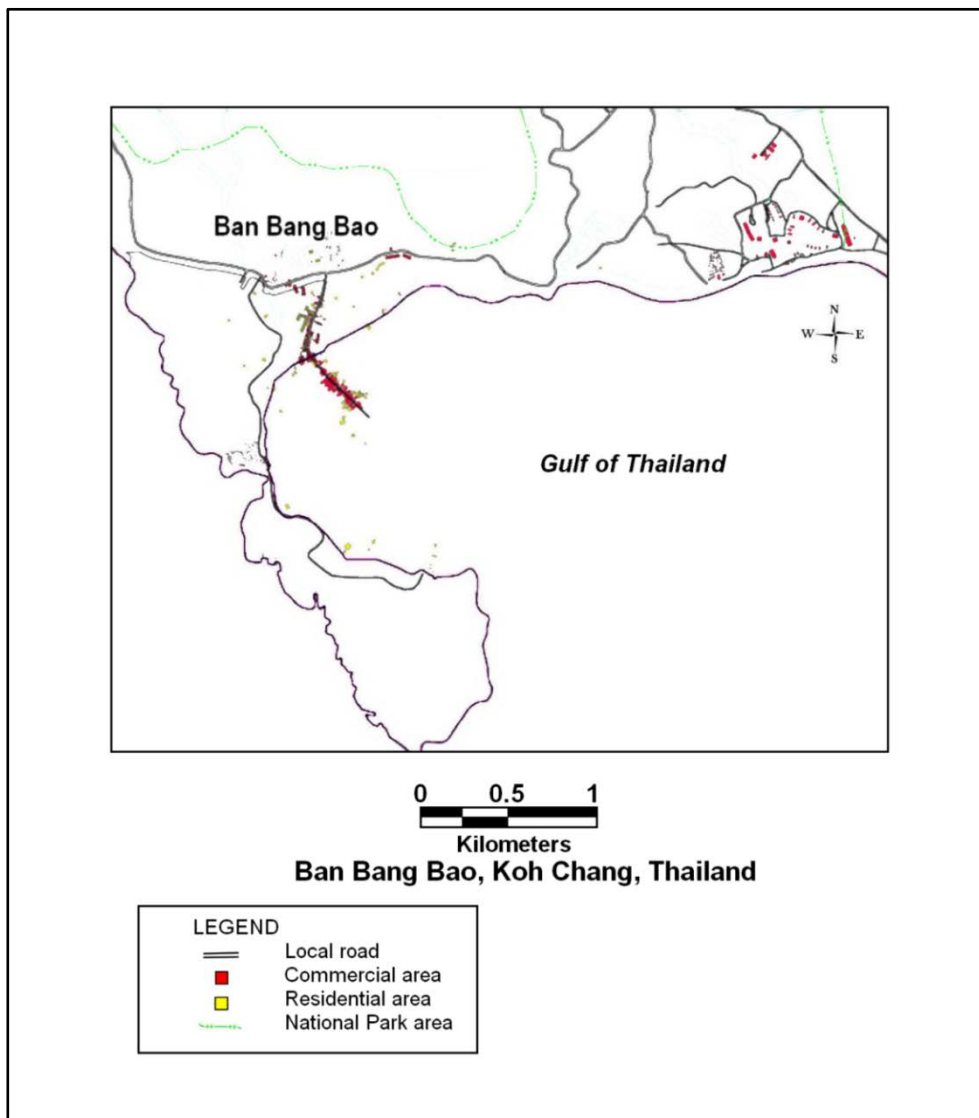 Ban Bang Bao
N
W E
S
Gulf of Thailand
0 0.5 1
Kilometers
Ban Bang Bao, Koh Chang, Thailand
LEGEND
Local road
Commercial area
Residential area
National Park area